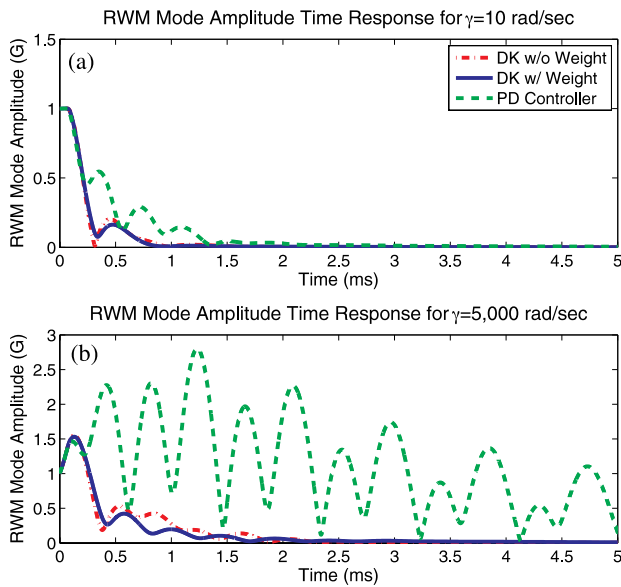 RWM Mode Amplitude Time Response for γ=10 rad/sec
RWM Mode Amplitude (G)
1.5
1
0.5
0
(a)
DK w/o Weight
DK w/ Weight
PD Controller
0 0.5 1 1.5 2 2.5 3 3.5 4 4.5 5
Time (ms)
RWM Mode Amplitude Time Response for γ=5,000 rad/sec
RWM Mode Amplitude (G)
3
2.5
2
1.5
1
0.5
0
(b)
0 0.5 1 1.5 2 2.5 3 3.5 4 4.5 5
Time (ms)